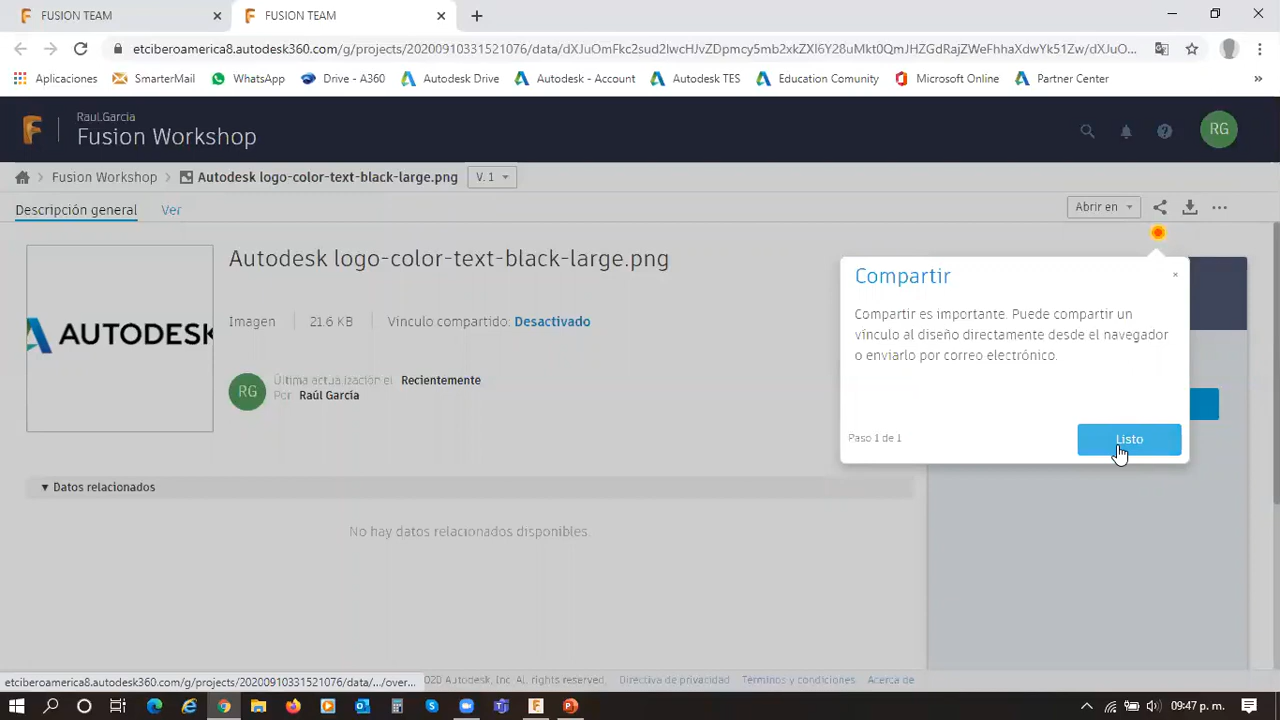 FUSION TEAM
FUSION TEAM
etciberoamerica8.autodesk360.com/g/projects/20200910331521076/data/dXJuOmFkc2sud2lwcHJvZDpmcy5mb2xkZXI6Y28uMkt0QmJHZGdRajZWeFhhaXdwYk51Zw/dXJuO...
Aplicaciones
SmarterMail
WhatsApp
Drive - A360
Autodesk Drive
Autodesk - Account
Autodesk TES
Education Comunity
Microsoft Online
Partner Center
»
Raul.Garcia
Fusion Workshop
RG
Fusion Workshop
Autodesk logo-color-text-black-large.png
V. 1
Descripción general
Ver
Abrir en
AUTODESK
Autodesk logo-color-text-black-large.png
Imagen
21.6 KB
Vínculo compartido: Desactivado
RG
Última actualización el Recientemente
Por Raúl García
Compartir
Compartir es importante. Puede compartir un
vínculo al diseño directamente desde el navegador
o enviarlo por correo electrónico.
Paso 1 de 1
Listo
Datos relacionados
No hay datos relacionados disponibles.
etciberoamerica8.autodesk360.com/g/projects/20200910331521076/data/.../over...
020 Autodesk, Inc. All rights reserved.
Directiva de privacidad
Términos y condiciones
Acerca de
09:47 p. m.